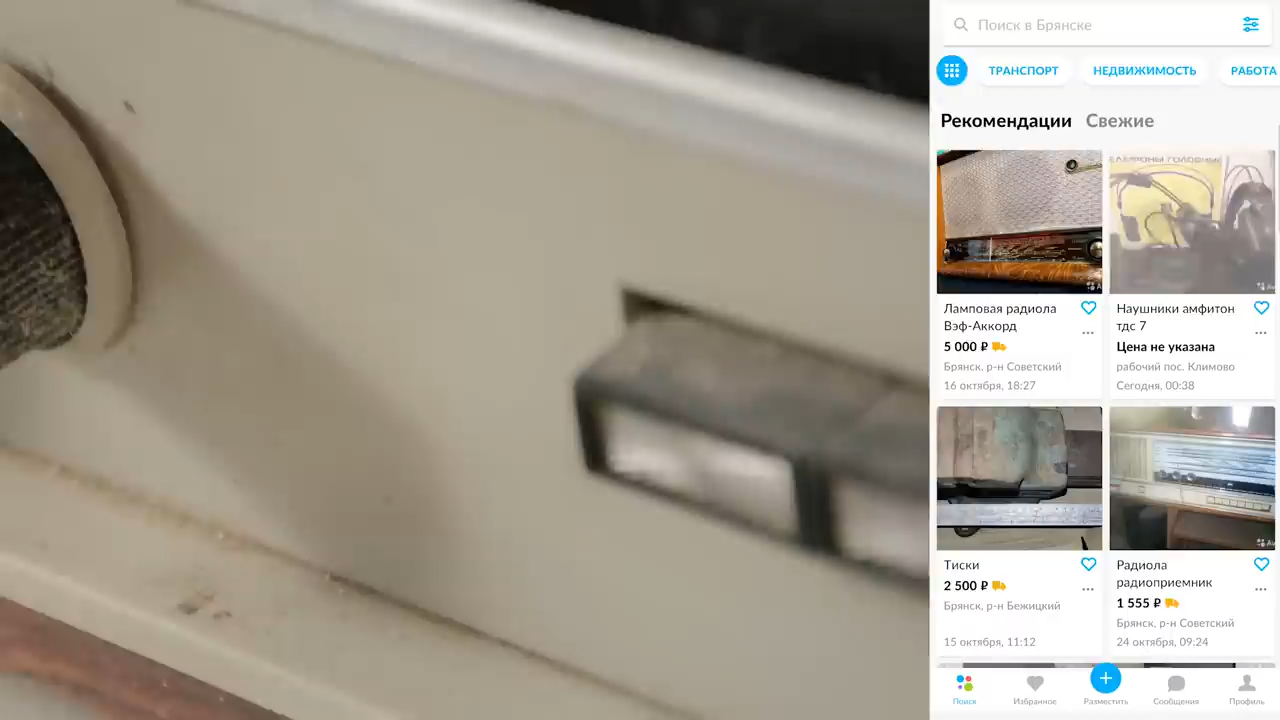 Поиск в Брянске
ТРАНСПОРТ
НЕДВИЖИМОСТЬ
РАБОТА
Рекомендации
Свежие
Ламповая радиола
Вэф-Аккорд
5 000 ₽
Брянск, р-н Советский
16 октября, 18:27
Наушники амфитон
тдс 7
Цена не указана
рабочий пос. Климово
Сегодня, 00:38
Тиски
2 500 ₽
Брянск, р-н Бежицкий
15 октября, 11:12
Радиола
радиоприемник
1 555 ₽
Брянск, р-н Советский
24 октября, 09:24
Поиск
Избранное
Разместить
Сообщения
Профиль